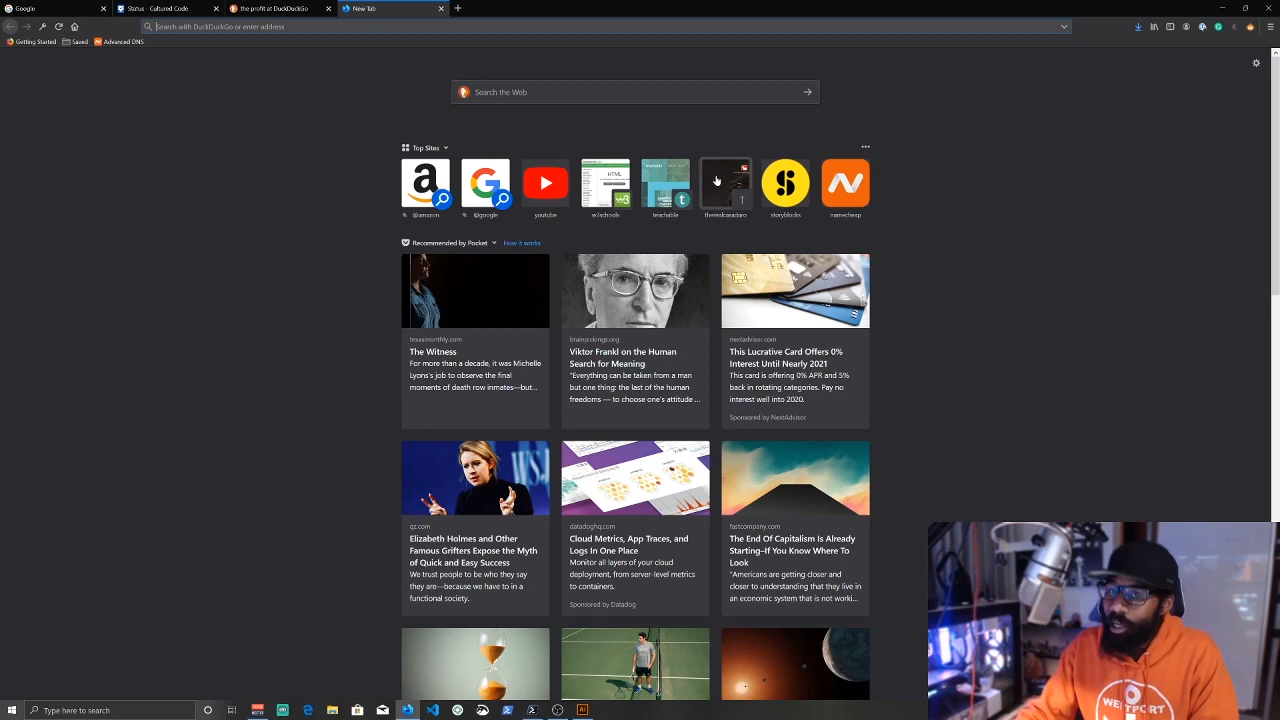 Google
Status - Cultured Code
the profit at DuckDuckGo
New Tab
Search with DuckDuckGo or enter address
Getting Started
Saved
Advanced DNS
Search the Web
Top Sites
HTML
@amazon
@google
youtube
w3schools
teachable
therealcasadaro
storyblocks
namecheap
Recommended by Pocket
How it works
texasmonthly.com
The Witness
For more than a decade, it was Michelle
Lyons's job to observe the final
moments of death row inmates—but...
brainpickings.org
Viktor Frankl on the Human
Search for Meaning
"Everything can be taken from a man
but one thing: the last of the human
freedoms — to choose one's attitude ...
nextadvisor.com
This Lucrative Card Offers 0%
Interest Until Nearly 2021
This card is offering 0% APR and 5%
back in rotating categories. Pay no
interest well into 2020.
Sponsored by NextAdvisor
qz.com
Elizabeth Holmes and Other
Famous Grifters Expose the Myth
of Quick and Easy Success
We trust people to be who they say
they are—because we have to in a
functional society.
datadoghq.com
Cloud Metrics, App Traces, and
Logs In One Place
Monitor all layers of your cloud
deployment, from server-level metrics
to containers.
Sponsored by Datadog
fastcompany.com
The End Of Capitalism Is Already
Starting–If You Know Where To
Look
"Americans are getting closer and
closer to understanding that they live in
an economic system that is not worki...
Type here to search